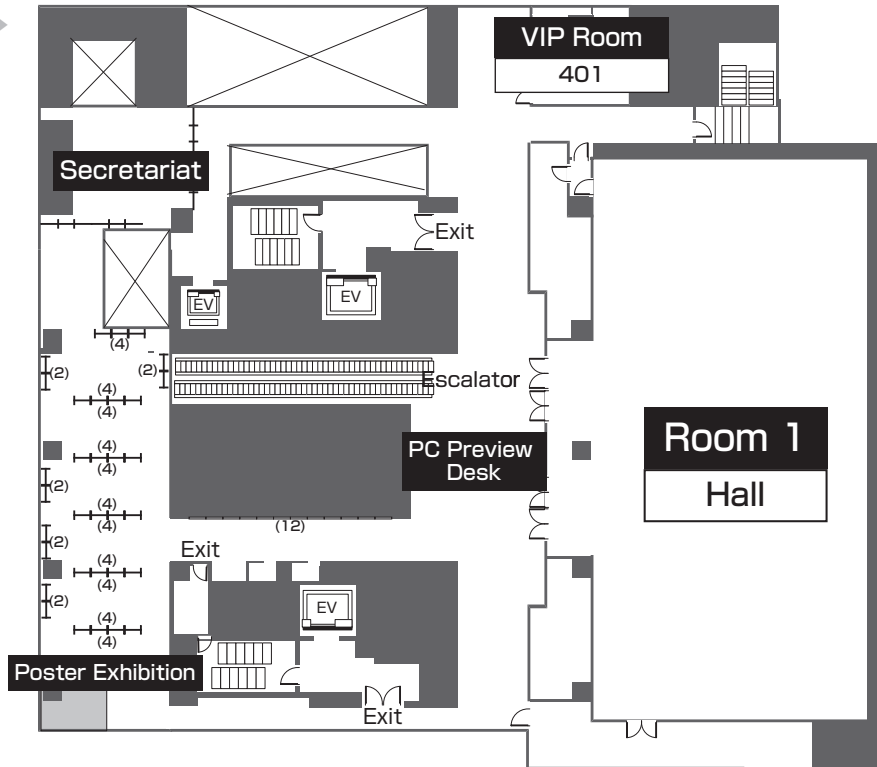 VIP Room
401
Secretariat
Exit
EV
EV
(4)
(2)
(2)
Escalator
(4)
(4)
Room 1
Hall
PC Preview
Desk
(4)
(4)
(2)
(4)
(4)
(12)
(2)
Exit
(4)
(4)
(2)
EV
(4)
(4)
Poster Exhibition
Exit